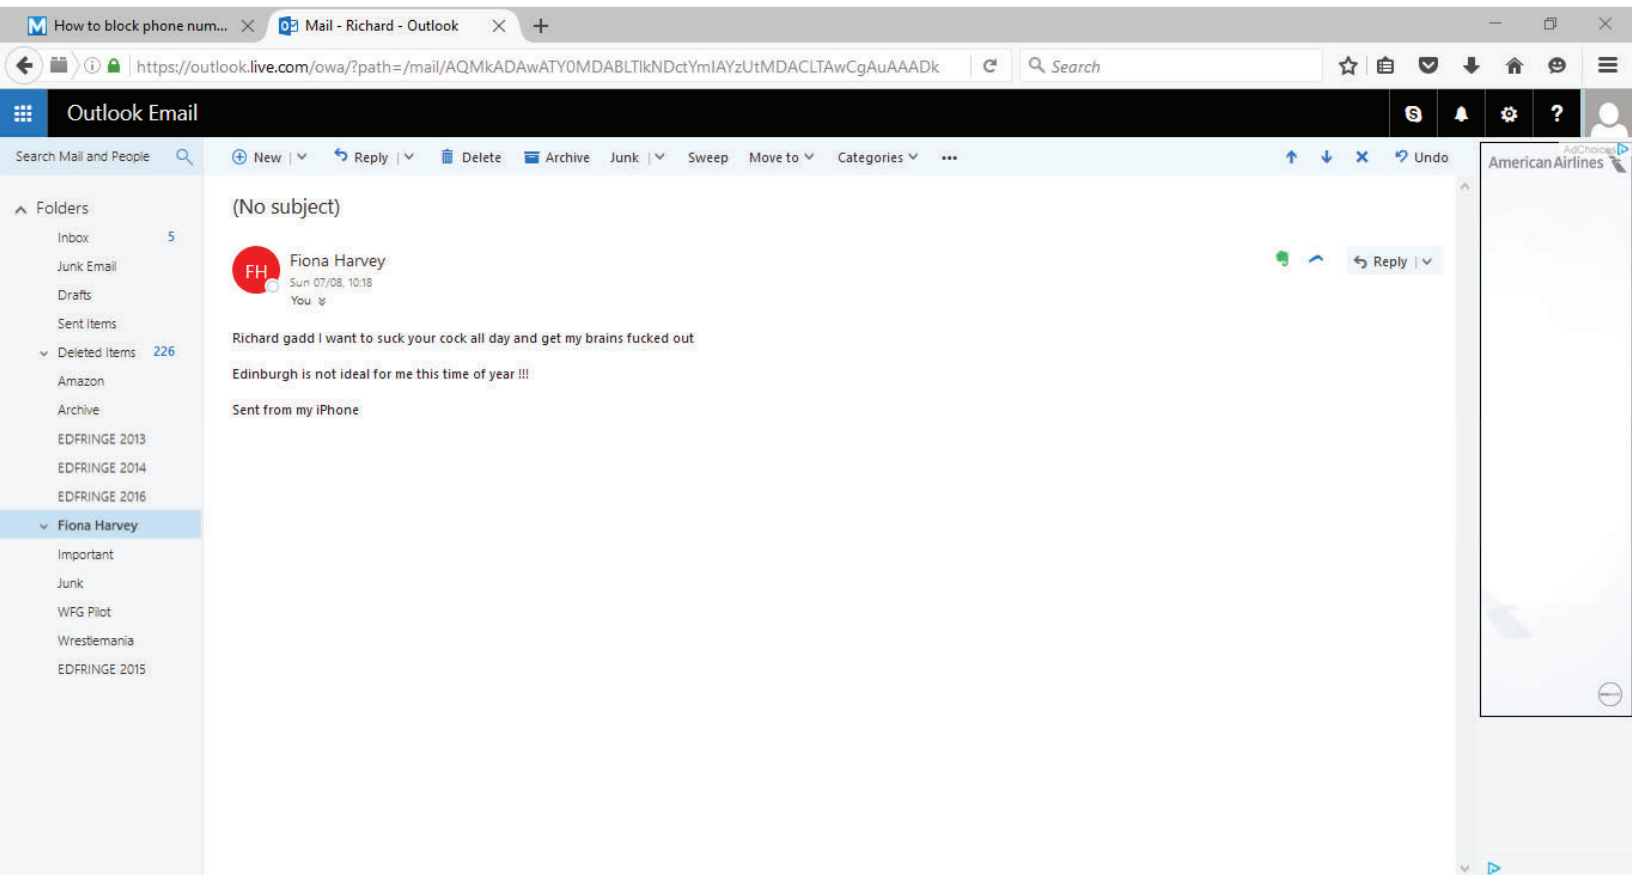 How to block phone num...
Mail - Richard - Outlook
https://outlook.live.com/owa/?path=/mail/AQMkADAwATY0MDABLTlkNDctYmIAYzUtMDACLTAwCgAuAAADk
Search
Outlook Email
Search Mail and People
New
Reply
Delete
Archive
Junk
Sweep
Move to
Categories
Undo
AdChoices
American Airlines
Folders
Inbox 5
Junk Email
Drafts
Sent Items
Deleted Items 226
Amazon
Archive
EDFRINGE 2013
EDFRINGE 2014
EDFRINGE 2016
Fiona Harvey
Important
Junk
WFG Pilot
Wrestlemania
EDFRINGE 2015
(No subject)
FH
Fiona Harvey
Sun 07/08, 10:18
You
Reply
Richard gadd I want to suck your cock all day and get my brains fucked out
Edinburgh is not ideal for me this time of year !!!
Sent from my iPhone